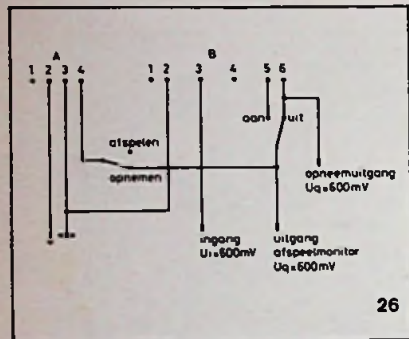 A
B
1 2 3 4
1 2 3 4 5 6
aan
uit
afspelen
opnemen
opneemuitgang
Uq=600mV
ingang
Ui=600mV
uitgang
afspeelmonitor
Uq=600mV
26